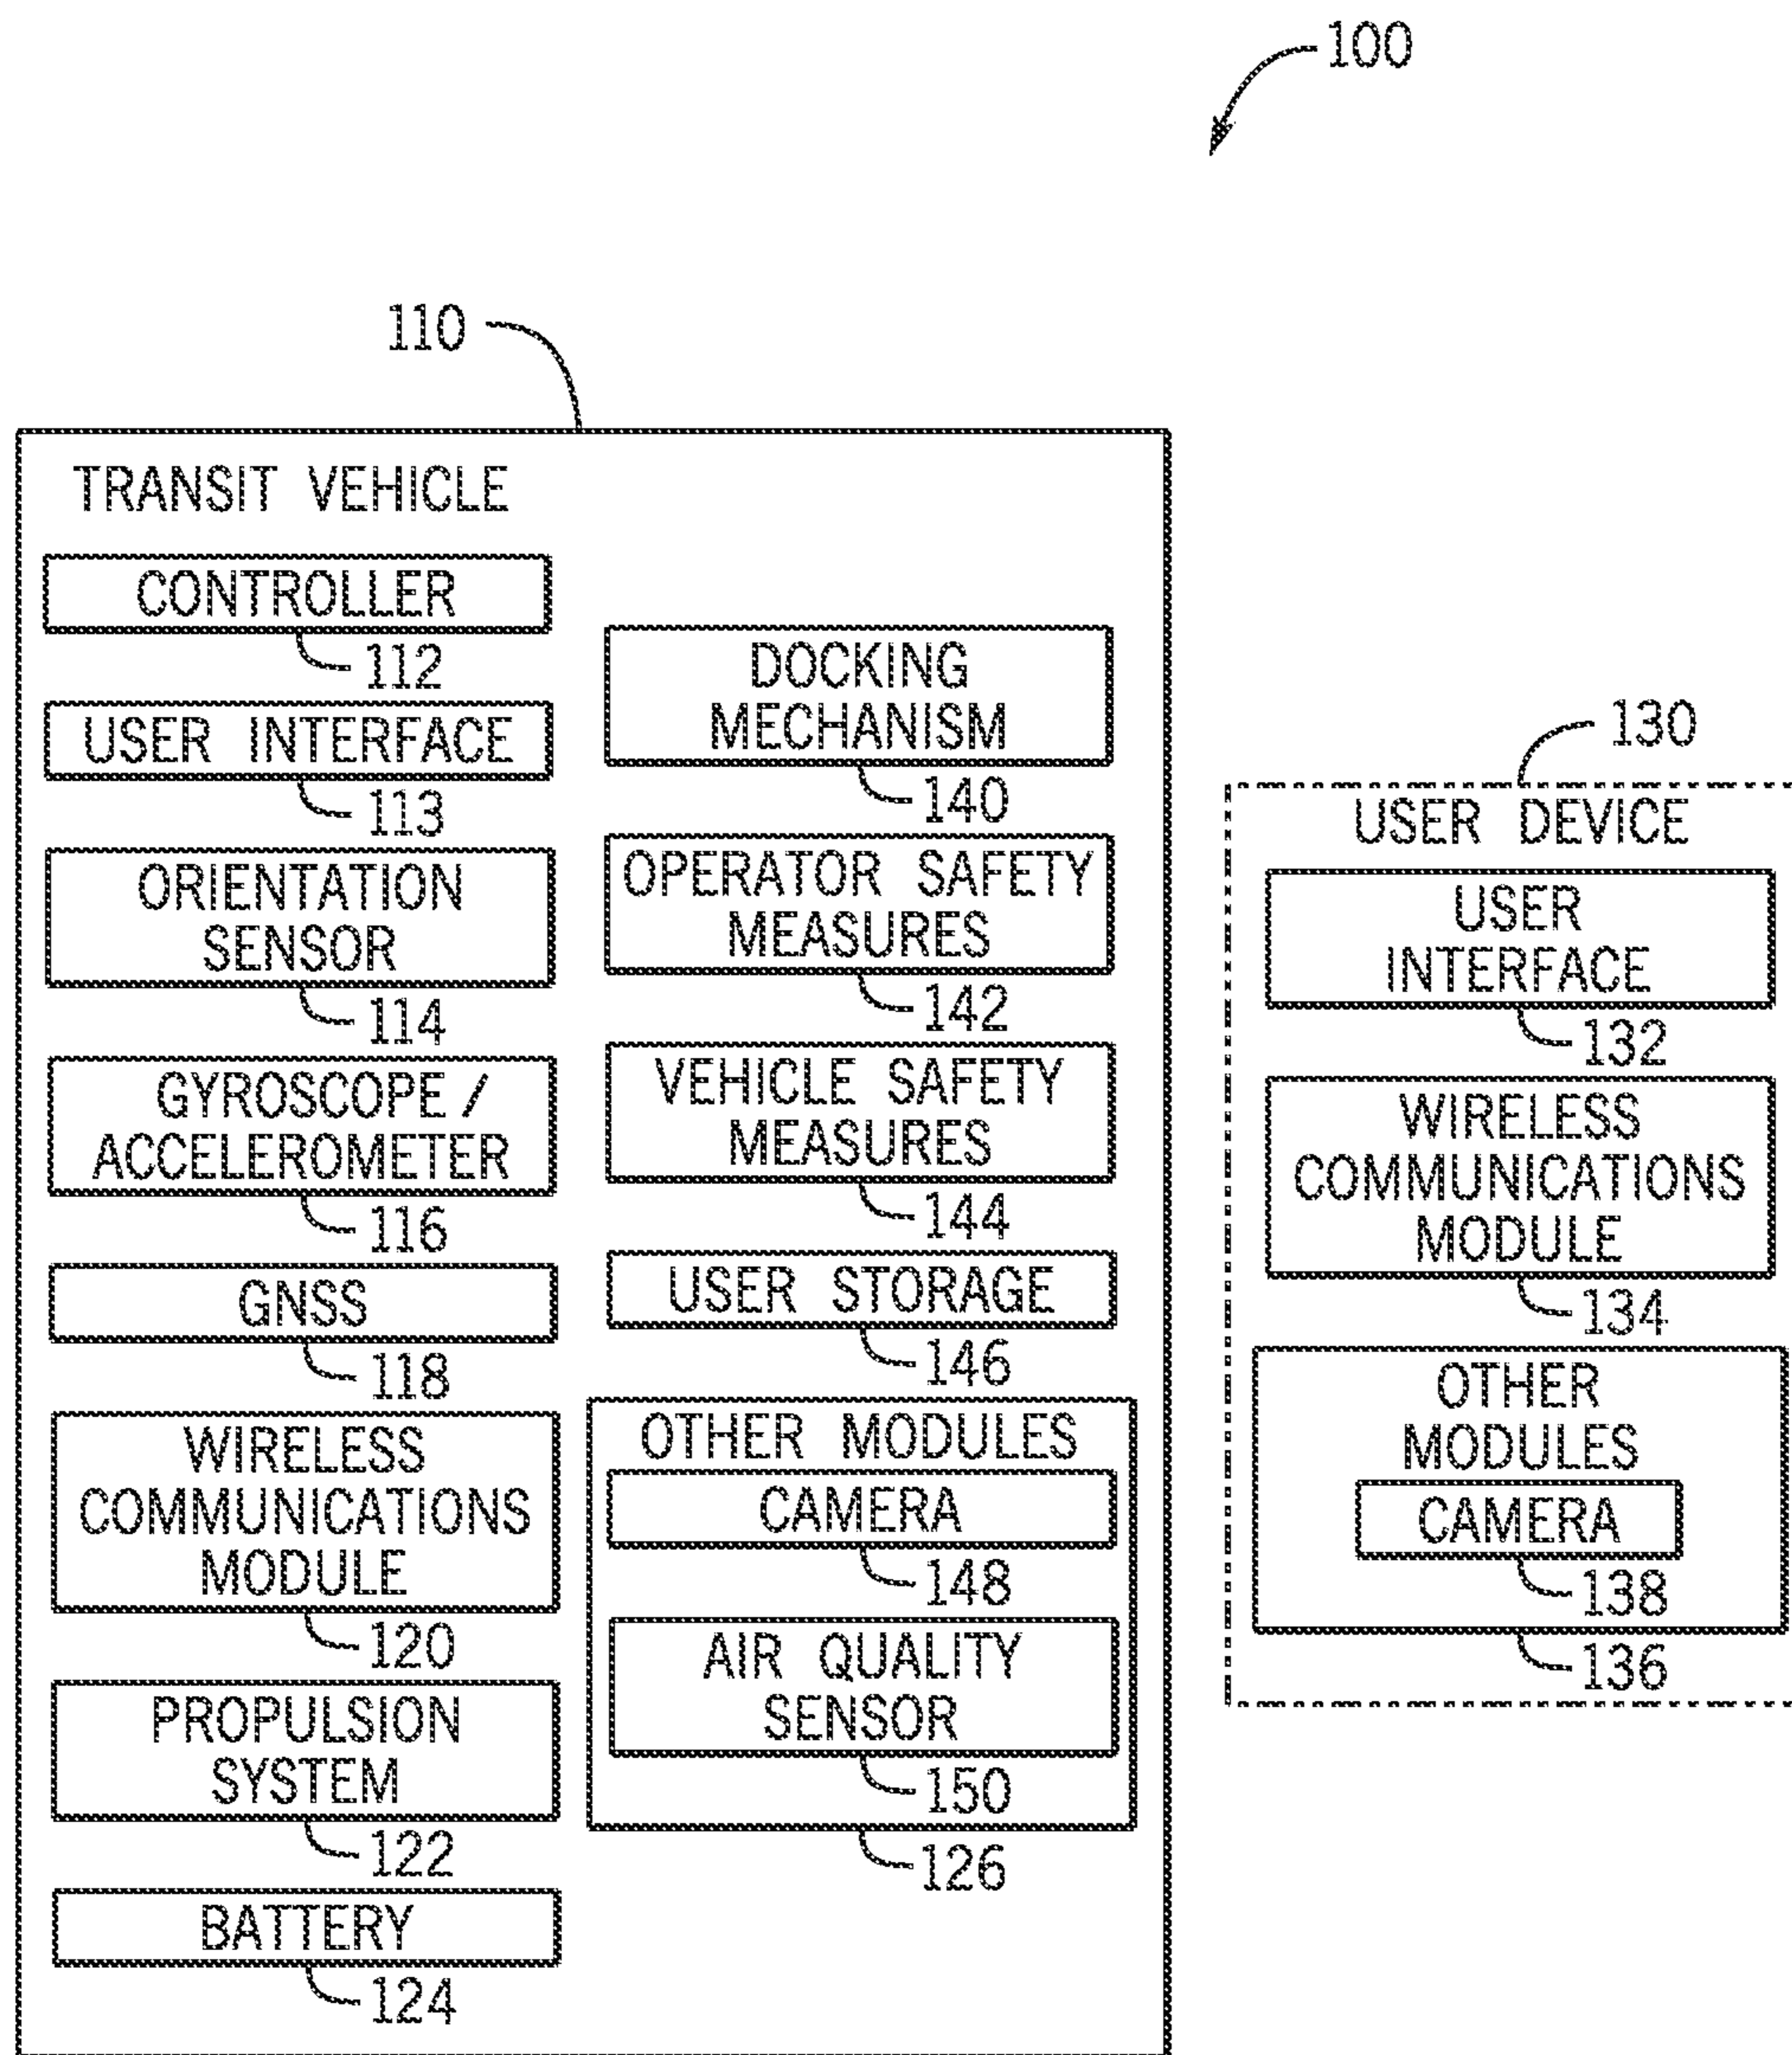 100
110
TRANSIT VEHICLE
CONTROLLER
112
USER INTERFACE
113
ORIENTATION
SENSOR
114
GYROSCOPE /
ACCELEROMETER
116
GNSS
118
WIRELESS
COMMUNICATIONS
MODULE
120
PROPULSION
SYSTEM
122
BATTERY
124
DOCKING
MECHANISM
140
OPERATOR SAFETY
MEASURES
142
VEHICLE SAFETY
MEASURES
144
USER STORAGE
146
OTHER MODULES
CAMERA
148
AIR QUALITY
SENSOR
150
126
130
USER DEVICE
USER
INTERFACE
132
WIRELESS
COMMUNICATIONS
MODULE
134
OTHER
MODULES
CAMERA
138
136